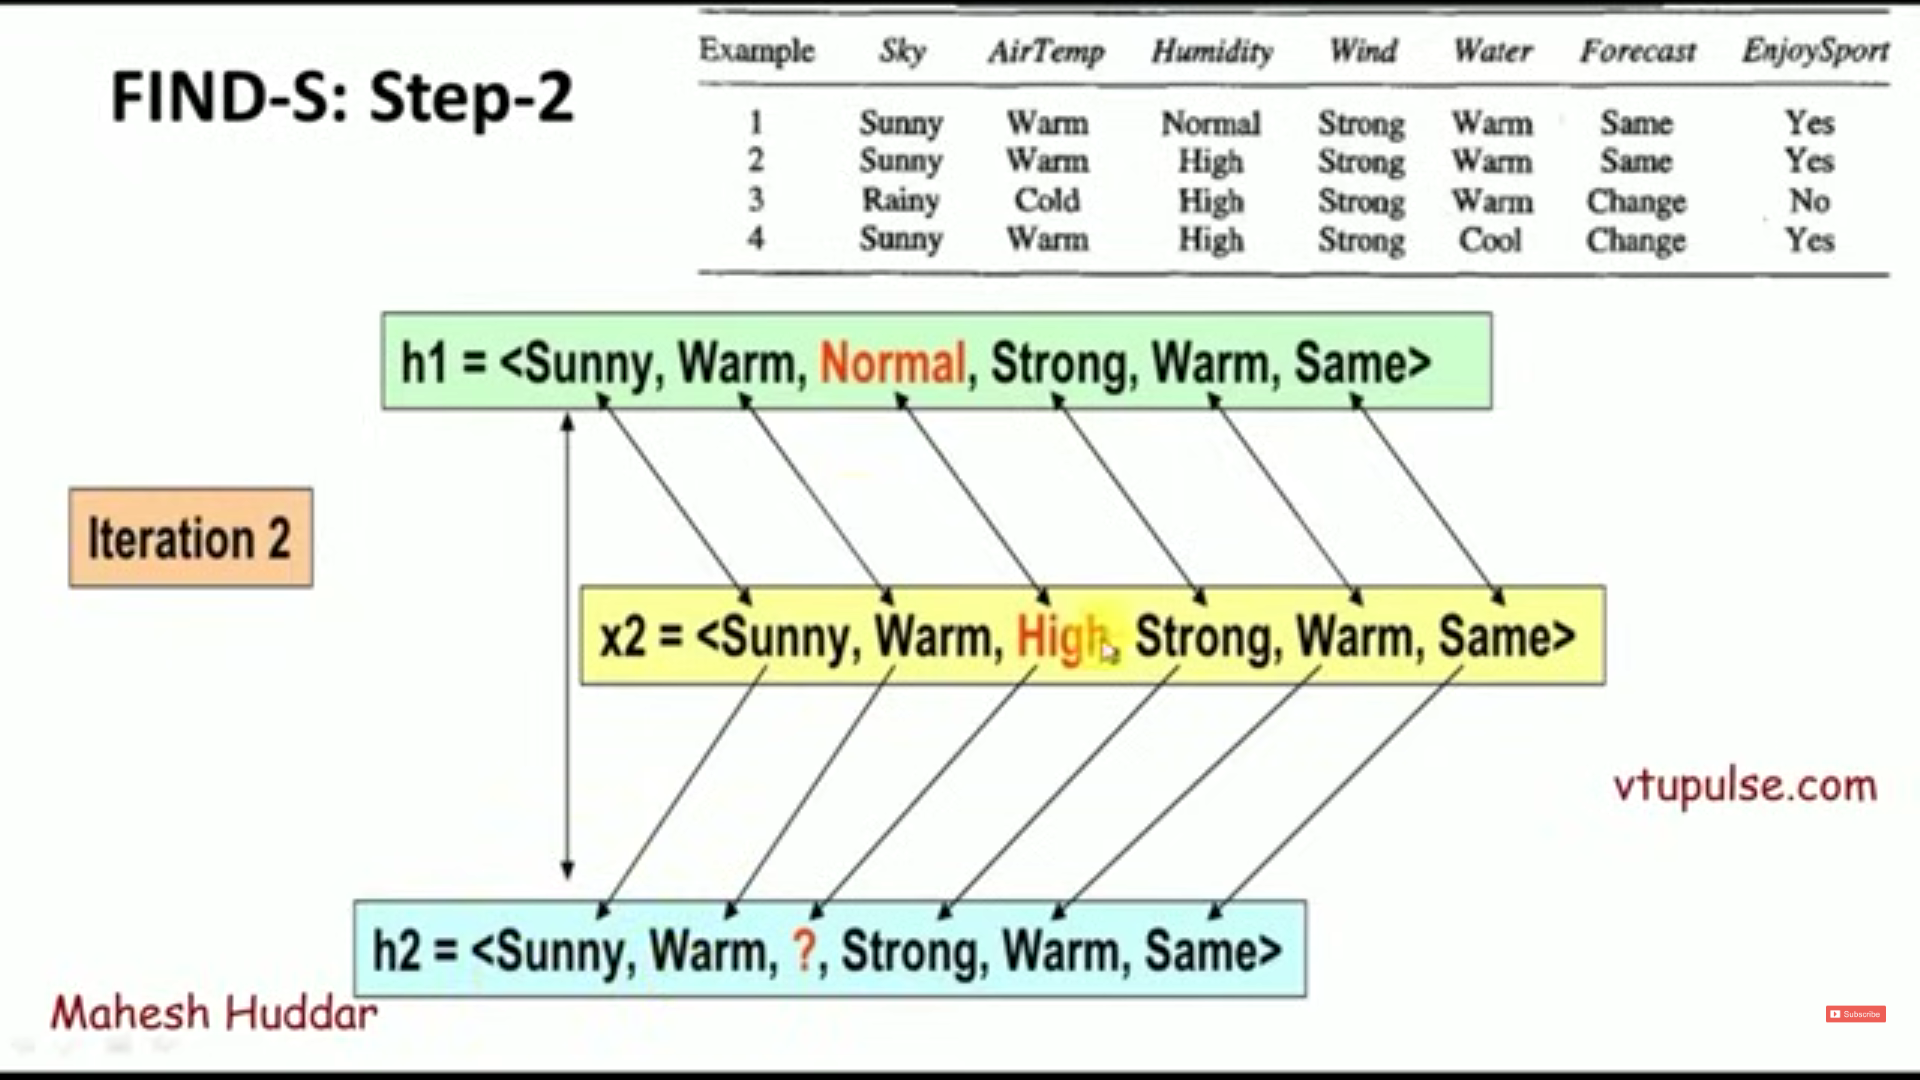 FIND-S: Step-2
Example Sky AirTemp Humidity Wind Water Forecast EnjoySport
1 Sunny Warm Normal Strong Warm Same Yes
2 Sunny Warm High Strong Warm Same Yes
3 Rainy Cold High Strong Warm Change No
4 Sunny Warm High Strong Cool Change Yes
h1 = <Sunny, Warm, Normal, Strong, Warm, Same>
Iteration 2
x2 = <Sunny, Warm, High, Strong, Warm, Same>
vtupulse.com
h2 = <Sunny, Warm, ?, Strong, Warm, Same>
Mahesh Huddar
Subscribe